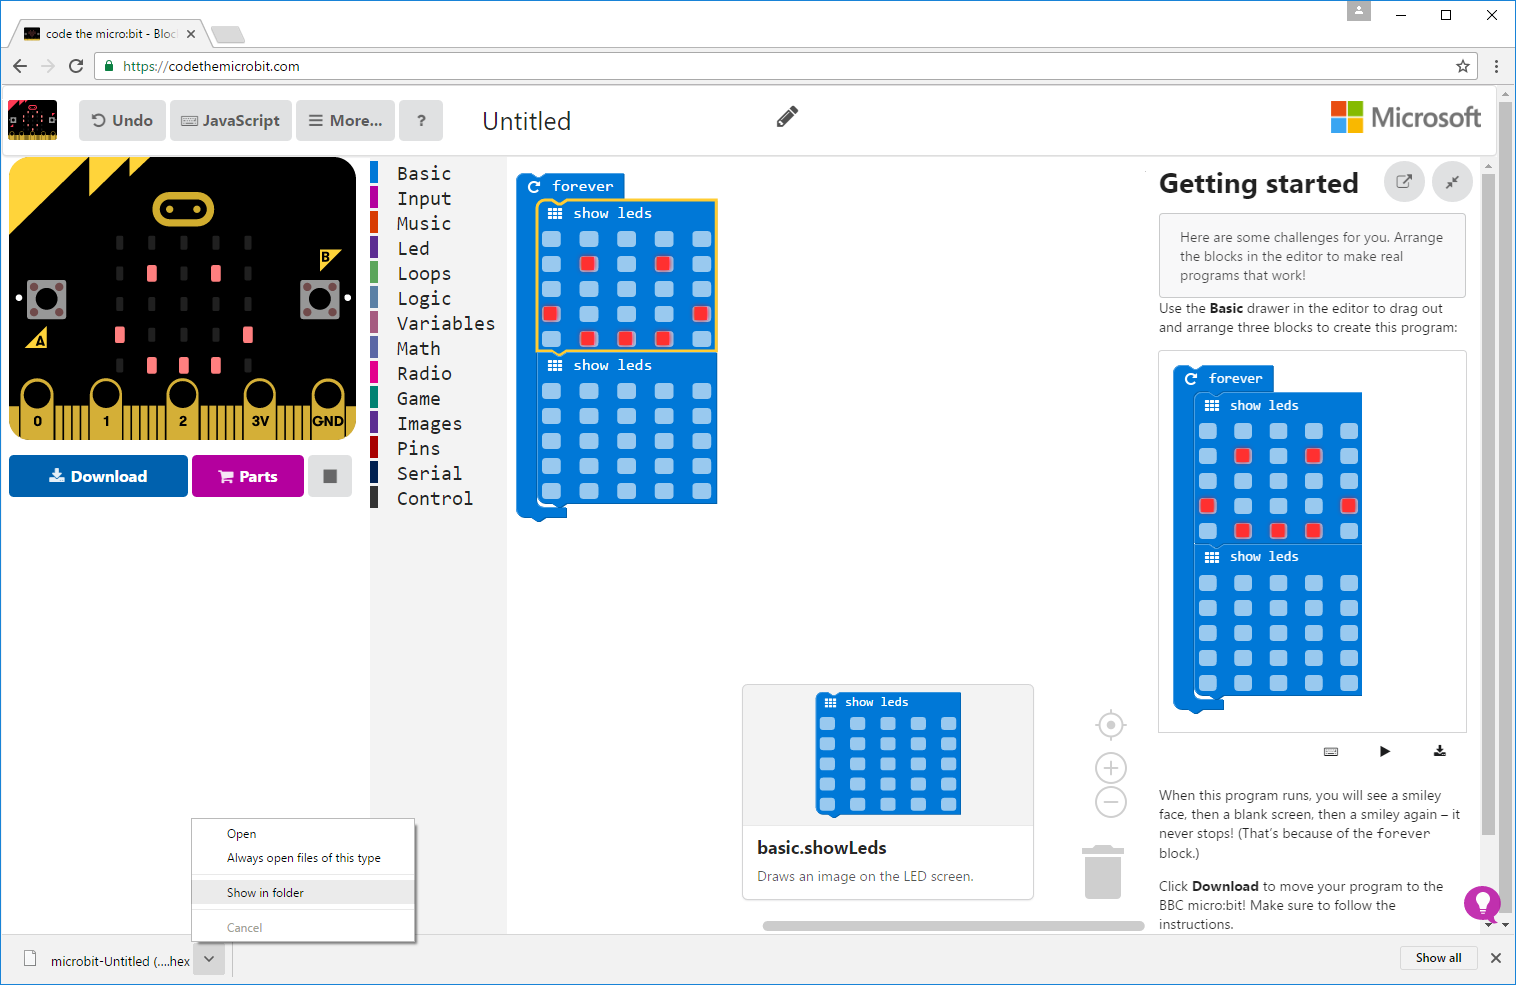 code the micro:bit - Bloc
https://codethemicrobit.com
Undo
JavaScript
More...
?
Untitled
Microsoft
B
A
0
1
2
3V
GND
Download
Parts
Basic
Input
Music
Led
Loops
Logic
Variables
Math
Radio
Game
Images
Pins
Serial
Control
forever
show leds
show leds
show leds
basic.showLeds
Draws an image on the LED screen.
Getting started
Here are some challenges for you. Arrange
the blocks in the editor to make real
programs that work!
Use the Basic drawer in the editor to drag out
and arrange three blocks to create this program:
forever
show leds
show leds
When this program runs, you will see a smiley
face, then a blank screen, then a smiley again – it
never stops! (That's because of the forever
block.)
Click Download to move your program to the
BBC micro:bit! Make sure to follow the
instructions.
Open
Always open files of this type
Show in folder
Cancel
microbit-Untitled (....hex
Show all